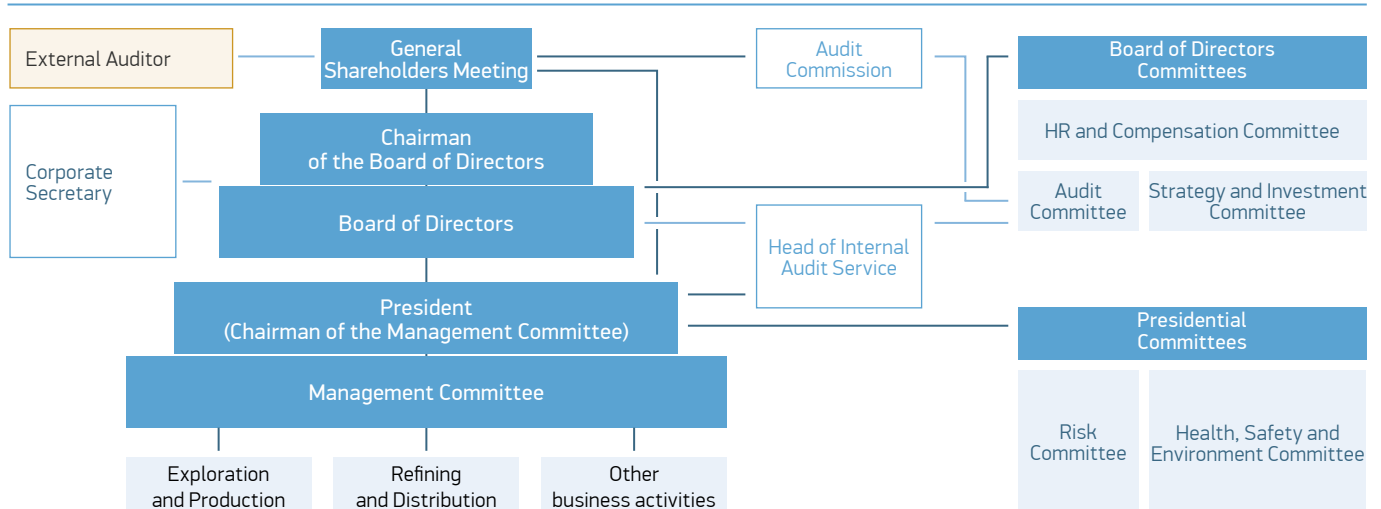 External Auditor
General
Shareholders Meeting
Audit
Commission
Board of Directors
Committees
HR and Compensation Committee
Corporate
Secretary
Chairman
of the Board of Directors
Board of Directors
Audit
Committee
Strategy and Investment
Committee
Head of Internal
Audit Service
President
(Chairman of the Management Committee)
Presidential
Committees
Management Committee
Risk
Committee
Health, Safety and
Environment Committee
Exploration
and Production
Refining
and Distribution
Other
business activities